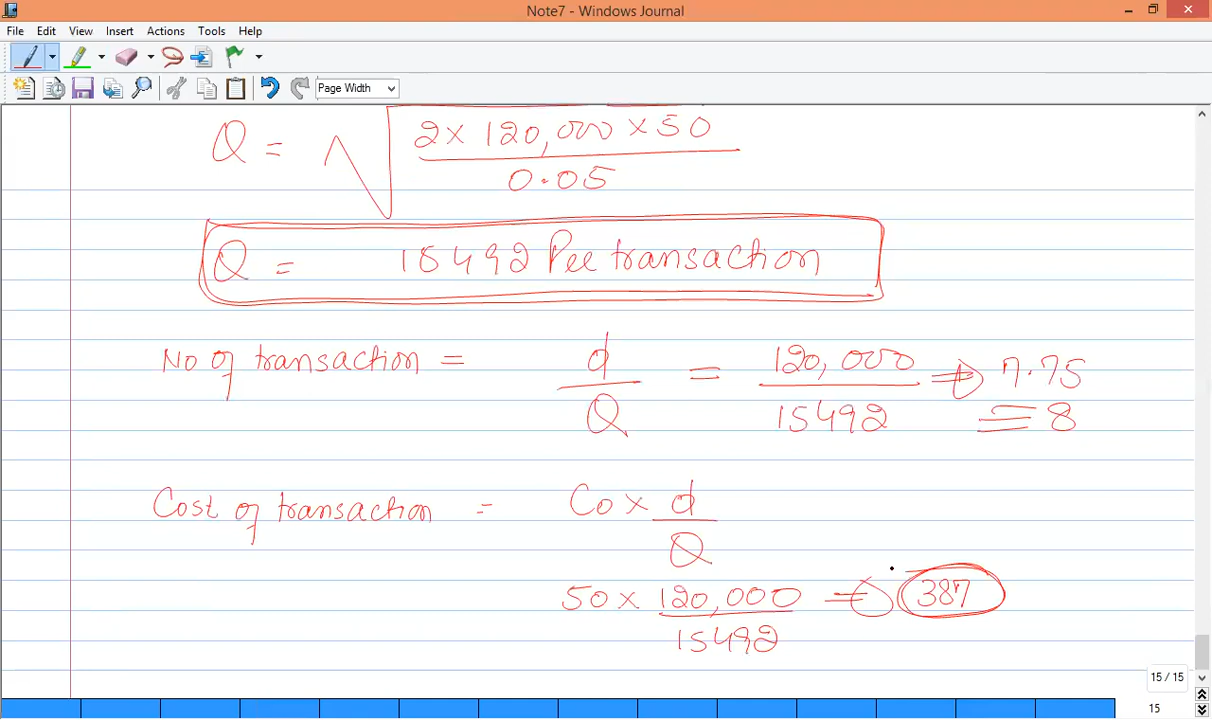 Note7 - Windows Journal
File Edit View Insert Actions Tools Help
Page Width
Q = √ 2 x 120,000 x 50
0.05
Q = 15492 Per transaction
No of transaction = d = 120,000 ⇒ 7.75
Q 15492 = 8
Cost of transaction = Co x d
Q
50 x 120,000 ⇒ 387
15492
15 / 15
15